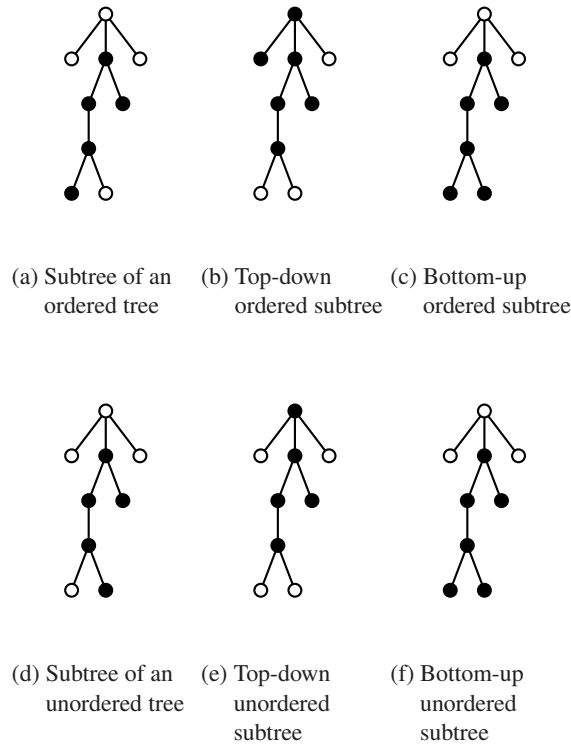 (a) Subtree of an (b) Top-down (c) Bottom-up
ordered tree ordered subtree ordered subtree
(d) Subtree of an (e) Top-down (f) Bottom-up
unordered tree unordered unordered
subtree subtree